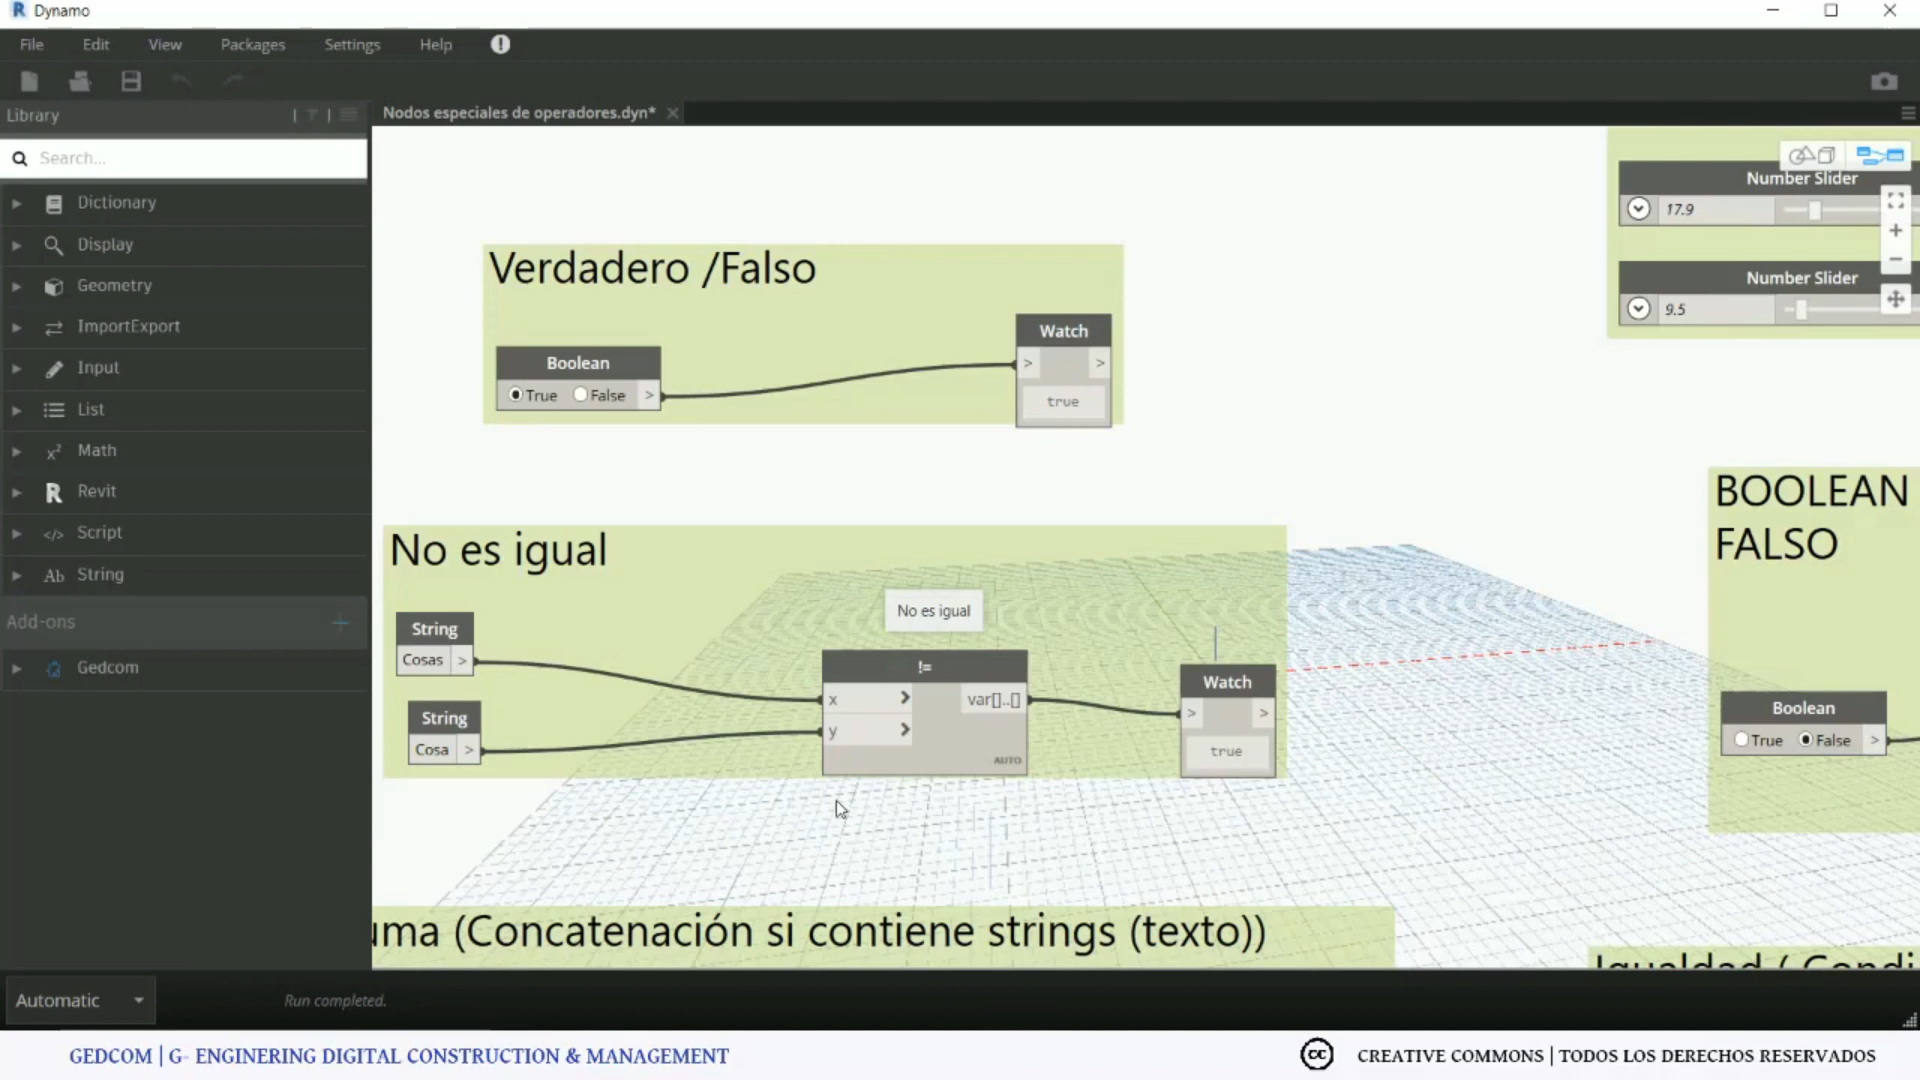 Dynamo
File Edit View Packages Settings Help
Library
Nodos especiales de operadores.dyn*
Search...
Dictionary
Display
Geometry
ImportExport
Input
List
Math
Revit
Script
String
Add-ons
Gedcom
Verdadero /Falso
Boolean
True False >
Watch
> >
true
Number Slider
17.9
Number Slider
9.5
No es igual
No es igual
String
Cosas >
String
Cosa >
!=
x > var[]..[]
y >
AUTO
Watch
> >
true
BOOLEAN
FALSO
Boolean
True False >
uma (Concatenación si contiene strings (texto))
Automatic
Run completed.
GEDCOM | G- ENGINERING DIGITAL CONSTRUCTION & MANAGEMENT
cc CREATIVE COMMONS | TODOS LOS DERECHOS RESERVADOS